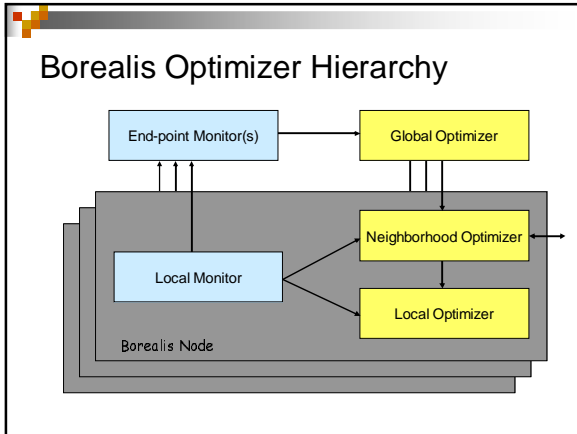 Borealis Optimizer Hierarchy
End-point Monitor(s)
Global Optimizer
Neighborhood Optimizer
Local Monitor
Local Optimizer
Borealis Node